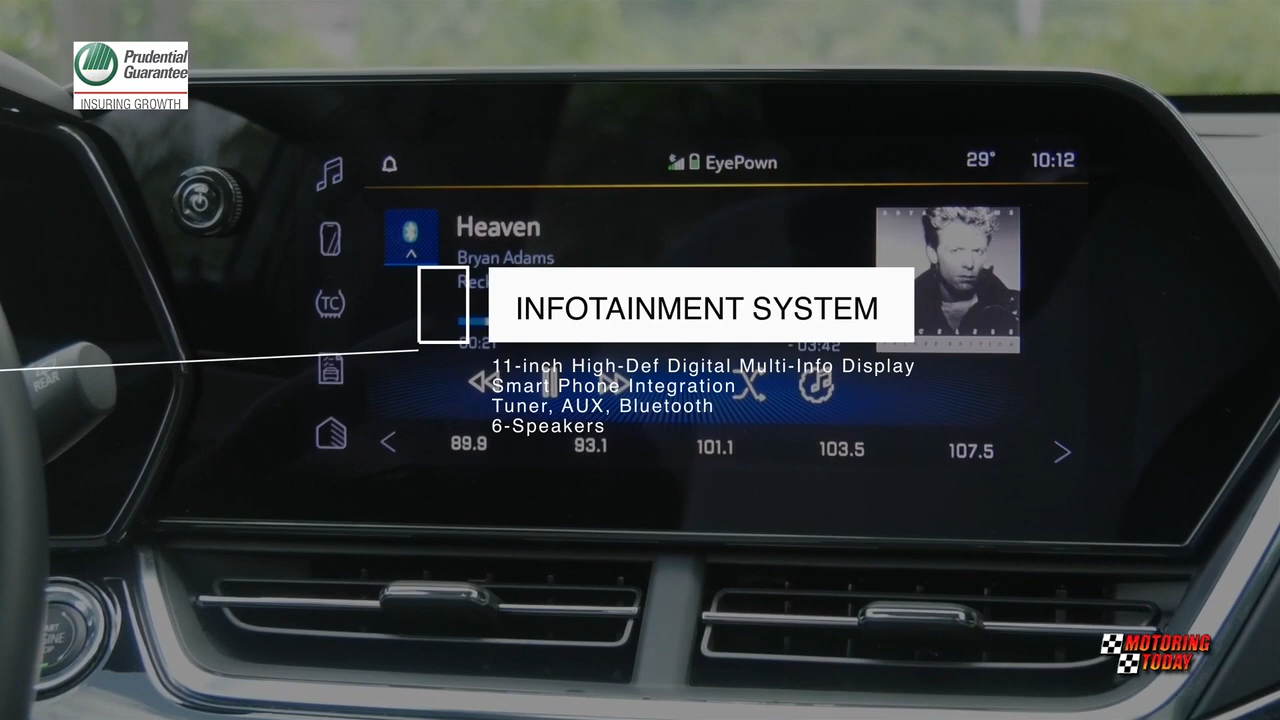 Prudential
Guarantee
INSURING GROWTH
EyePown
29°
10:12
Heaven
Bryan Adams
INFOTAINMENT SYSTEM
00:21
- 03:42
11-inch High-Def Digital Multi-Info Display
Smart Phone Integration
Tuner, AUX, Bluetooth
6-Speakers
TC
REAR
89.9
93.1
101.1
103.5
107.5
MOTORING
TODAY